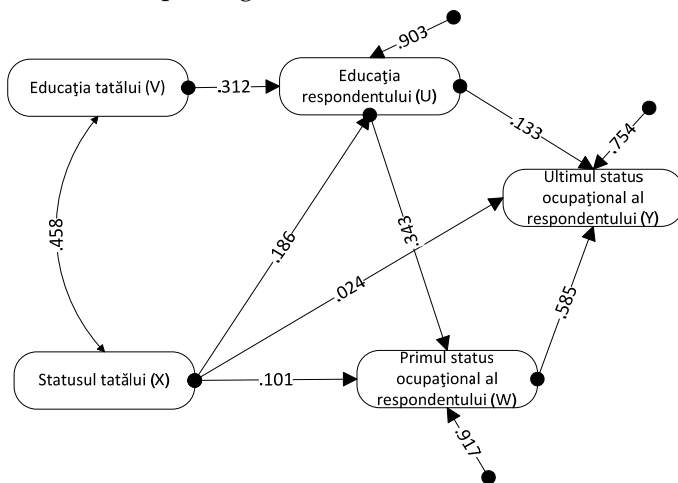 .903
Educaţia tatălui (V)
.312
Educaţia
respondentului (U)
.133
.754
Ultimul status
ocupaţional al
respondentului (Y)
.458
.186
.343
.024
.585
Statusul tatălui (X)
.101
Primul status
ocupaţional al
respondentului (W)
.917